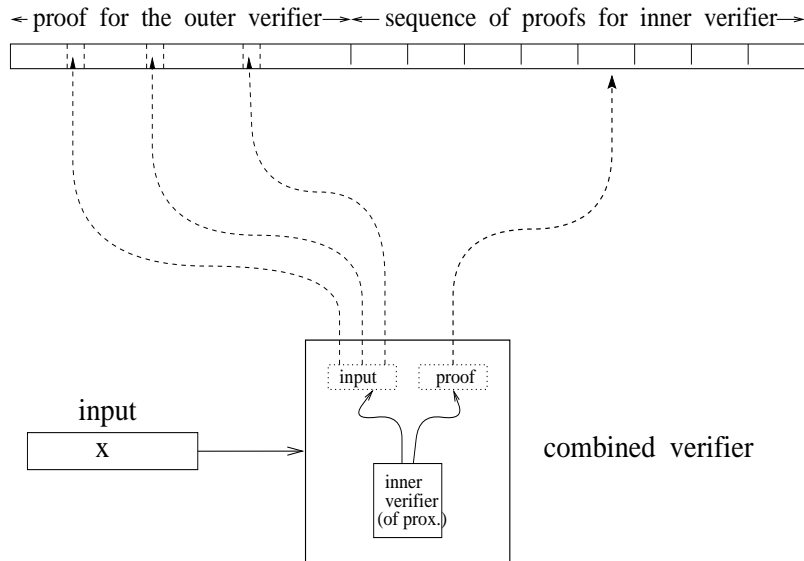 proof for the outer verifier
sequence of proofs for inner verifier
input
proof
input
x
combined verifier
inner
verifier
(of prox.)